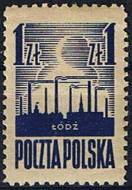 1 ZŁ ZŁ 1
ŁÓDŹ
POCZTA POLSKA